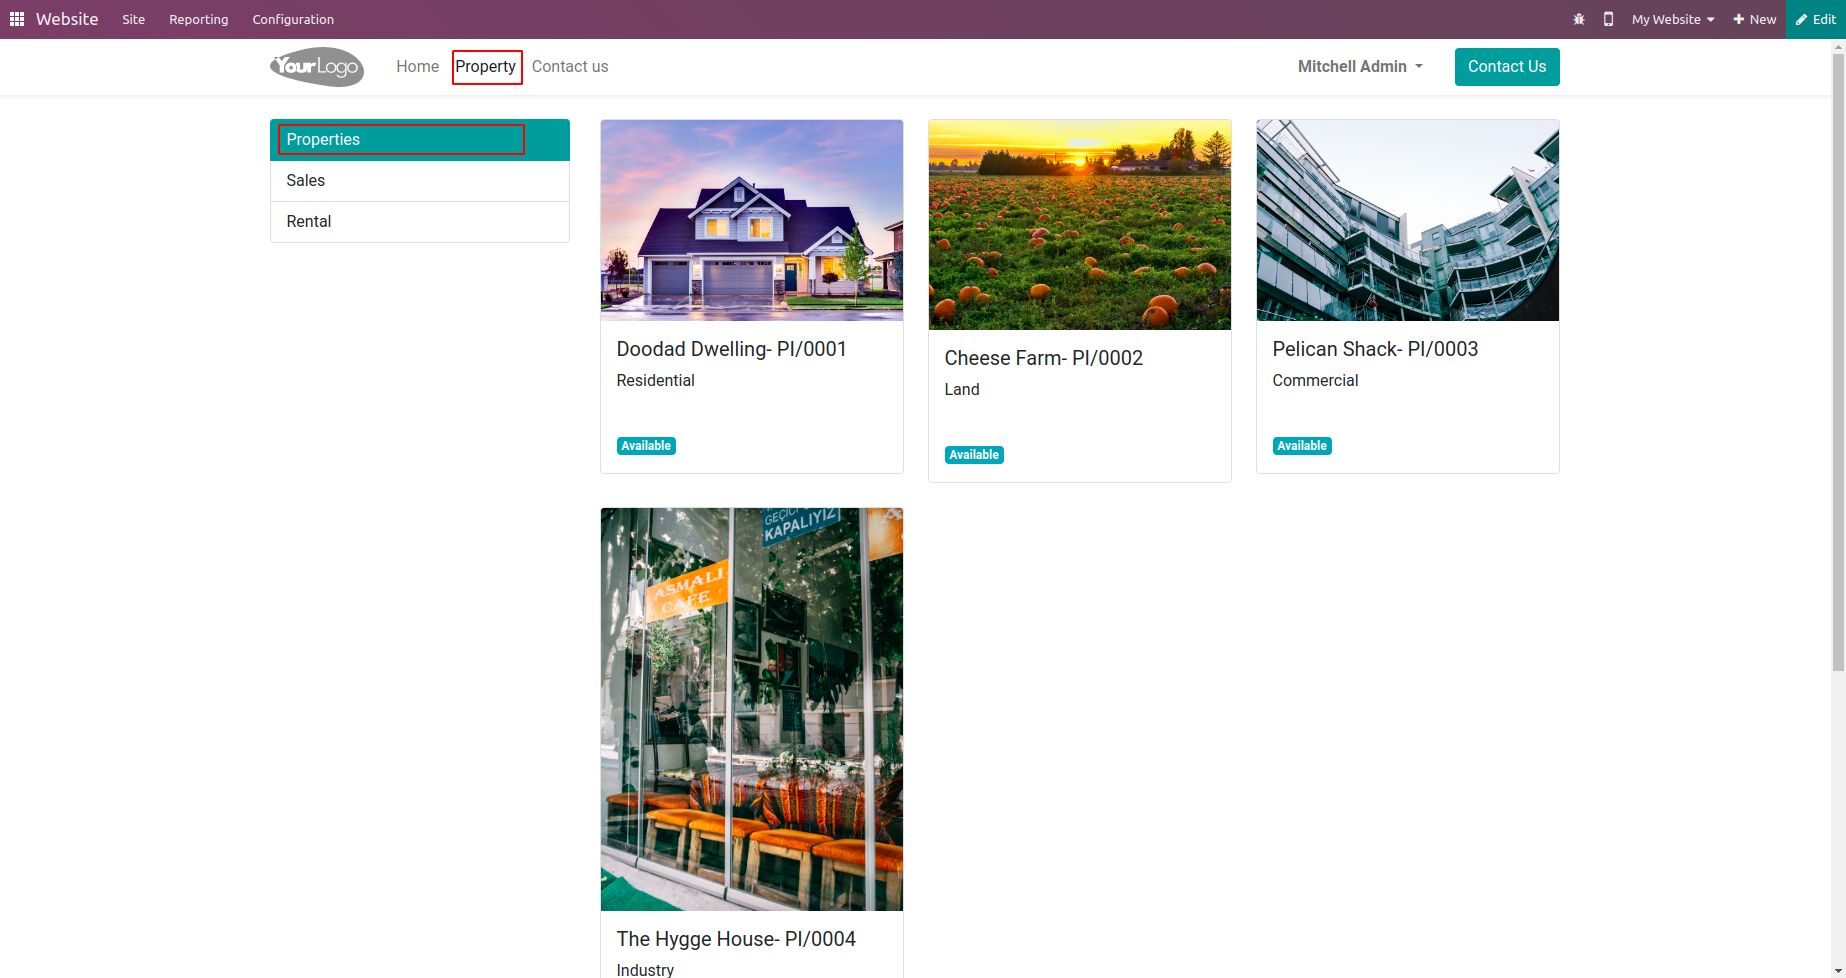 Website Site Reporting Configuration My Website New Edit
YourLogo Home Property Contact us Mitchell Admin Contact Us
Properties
Sales
Rental
Doodad Dwelling- PI/0001
Residential
Available
Cheese Farm- PI/0002
Land
Available
Pelican Shack- PI/0003
Commercial
Available
GEÇİCİ
KAPALIYIZ
ASMALI
CAFE
The Hygge House- PI/0004
Industry